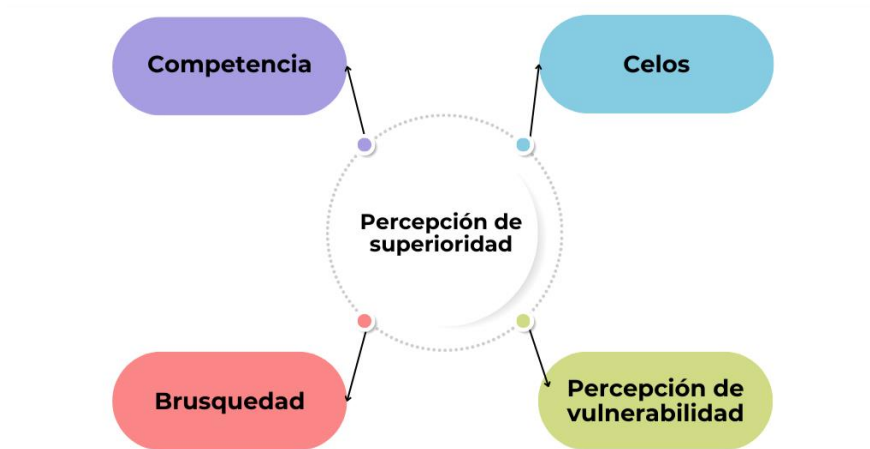 Competencia
Celos
Percepción de
superioridad
Brusquedad
Percepción de
vulnerabilidad